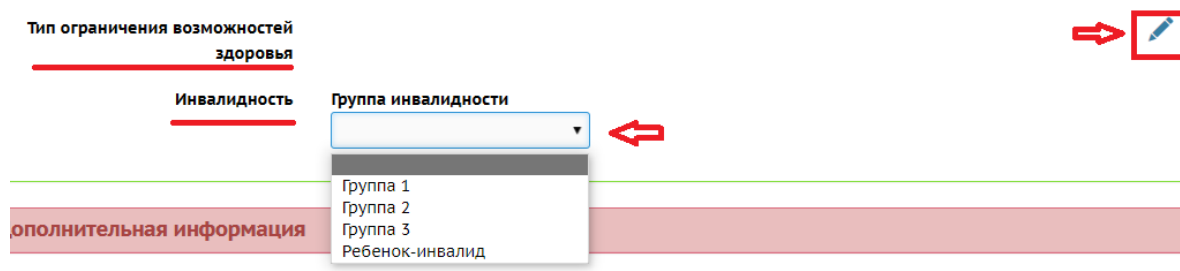 Тип ограничения возможностей
здоровья
Инвалидность
Группа инвалидности
Группа 1
Группа 2
Группа 3
Ребенок-инвалид
ополнительная информация